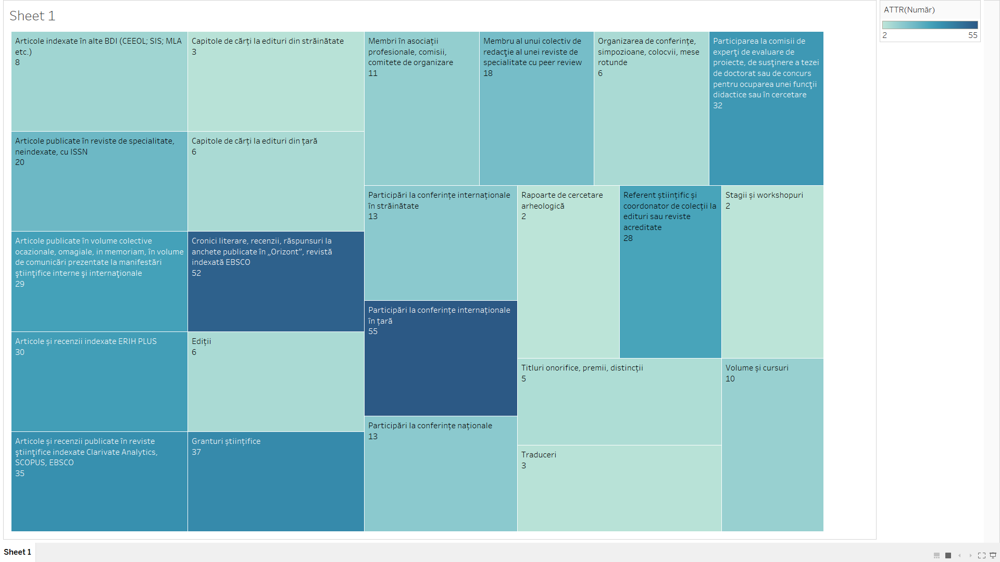 Sheet 1
ATTR(Număr)
2
55
Articole indexate în alte BDI (CEEOL; SIS; MLA
etc.)
8
Capitole de cărți la edituri din străinătate
3
Membri în asociații
profesionale, comisii,
comitete de organizare
11
Membru al unui colectiv de
redacţie al unei reviste de
specialitate cu peer review
18
Organizarea de conferințe,
simpozioane, colocvii, mese
rotunde
6
Participarea la comisii de
experţi de evaluare de
proiecte, de susţinere a tezei
de doctorat sau de concurs
pentru ocuparea unei funcţii
didactice sau în cercetare
32
Articole publicate în reviste de specialitate,
neindexate, cu ISSN
20
Capitole de cărți la edituri din țară
6
Participări la conferințe internaționale
în străinătate
13
Rapoarte de cercetare
arheologică
2
Referent științific și
coordonator de colecții la
edituri sau reviste
acreditate
28
Stagii și workshopuri
2
Articole publicate în volume colective
ocazionale, omagiale, in memoriam, în volume
de comunicări prezentate la manifestări
ştiinţifice interne şi internaţionale
29
Cronici literare, recenzii, răspunsuri la
anchete publicate în „Orizont”, revistă
indexată EBSCO
52
Participări la conferințe internaționale
în țară
55
Articole și recenzii indexate ERIH PLUS
30
Ediții
6
Titluri onorifice, premii, distincții
5
Volume și cursuri
10
Articole și recenzii publicate în reviste
ştiinţifice indexate Clarivate Analytics,
SCOPUS, EBSCO
35
Granturi științifice
37
Participări la conferințe naționale
13
Traduceri
3
Sheet 1